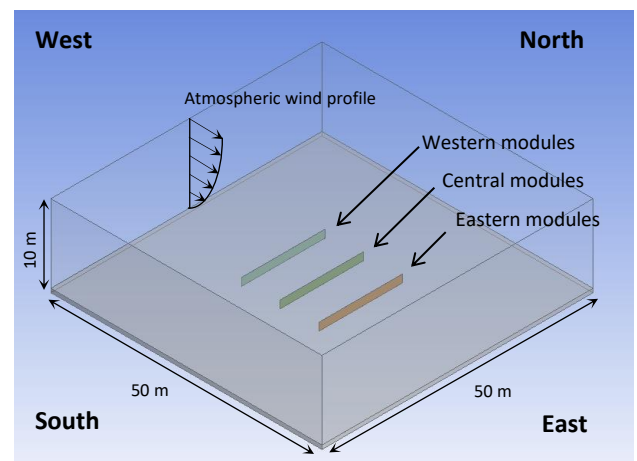 West
North
Atmospheric wind profile
Western modules
Central modules
Eastern modules
10 m
50 m
50 m
South
East